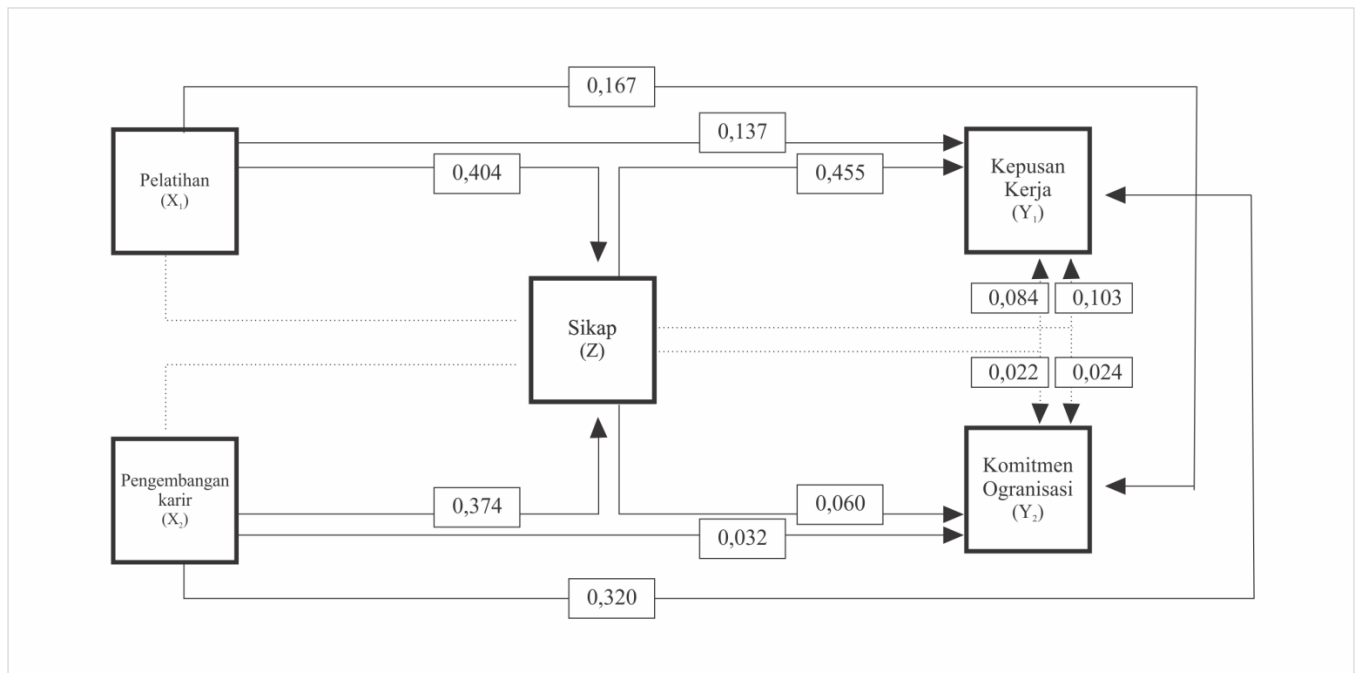 0,167
0,137
0,404
0,455
Pelatihan
(X₁)
Kepusan
Kerja
(Y₁)
0,084
0,103
Sikap
(Z)
0,022
0,024
Pengembangan
karir
(X₂)
Komitmen
Ogranisasi
(Y₂)
0,374
0,060
0,032
0,320